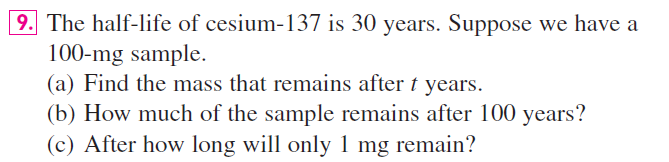 9. The half-life of cesium-137 is 30 years. Suppose we have a
100-mg sample.
(a) Find the mass that remains after t years.
(b) How much of the sample remains after 100 years?
(c) After how long will only 1 mg remain?